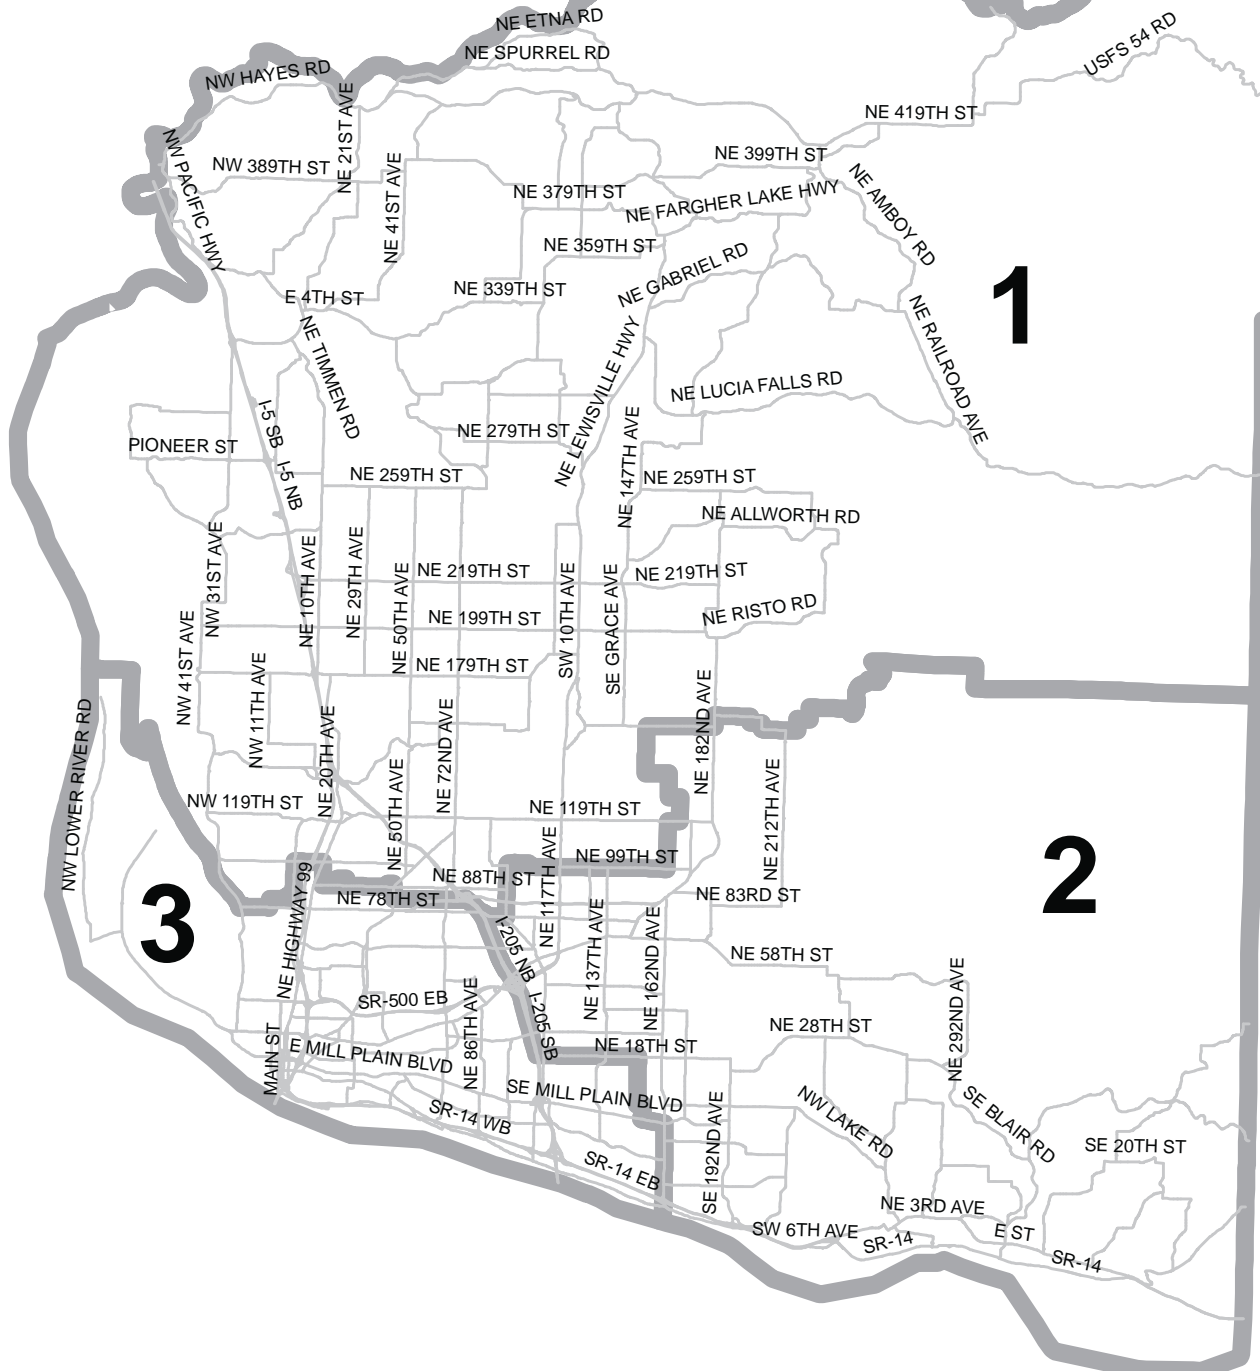 NE ETNA RD
NE SPURREL RD
USFS 54 RD
NW HAYES RD
NE 21ST AVE
NE 419TH ST
NW PACIFIC HWY
NW 389TH ST
NE 41ST AVE
NE 399TH ST
NE 379TH ST
NE FARGHER LAKE HWY
NE AMBOY RD
NE 359TH ST
NE GABRIEL RD
E 4TH ST
NE 339TH ST
1
NE TIMMEN RD
NE LEWISVILLE HWY
NE RAILROAD AVE
NE LUCIA FALLS RD
I-5 SB
PIONEER ST
NE 279TH ST
NE 147TH AVE
I-5 NB
NE 259TH ST
NE 259TH ST
NE ALLWORTH RD
NW 31ST AVE
NE 10TH AVE
NE 29TH AVE
NE 50TH AVE
NE 219TH ST
SW 10TH AVE
SE GRACE AVE
NE 219TH ST
NE 199TH ST
NE RISTO RD
NW 41ST AVE
NW 11TH AVE
NE 179TH ST
NE 182ND AVE
NW LOWER RIVER RD
NE 20TH AVE
NE 72ND AVE
NE 50TH AVE
NE 212TH AVE
NW 119TH ST
NE 119TH ST
NE 117TH AVE
NE 99TH ST
2
NE HIGHWAY 99
NE 88TH ST
NE 78TH ST
NE 83RD ST
3
I-205 NB
NE 137TH AVE
NE 162ND AVE
NE 58TH ST
NE 292ND AVE
SR-500 EB
NE 86TH AVE
I-205 SB
NE 28TH ST
MAIN ST
E MILL PLAIN BLVD
NE 18TH ST
SE MILL PLAIN BLVD
SE 192ND AVE
NW LAKE RD
SE BLAIR RD
SR-14 WB
SE 20TH ST
SR-14 EB
NE 3RD AVE
SW 6TH AVE
SR-14
E ST
SR-14